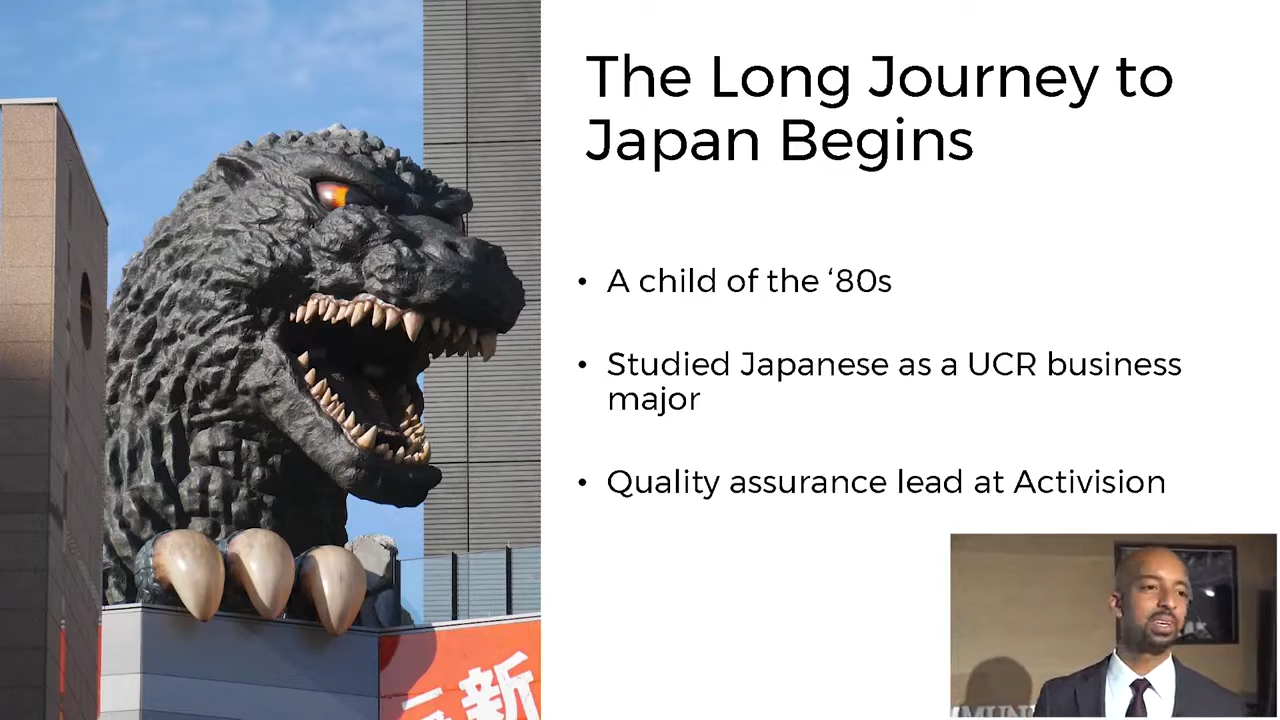 The Long Journey to
Japan Begins
• A child of the ‘80s
• Studied Japanese as a UCR business
major
• Quality assurance lead at Activision
新